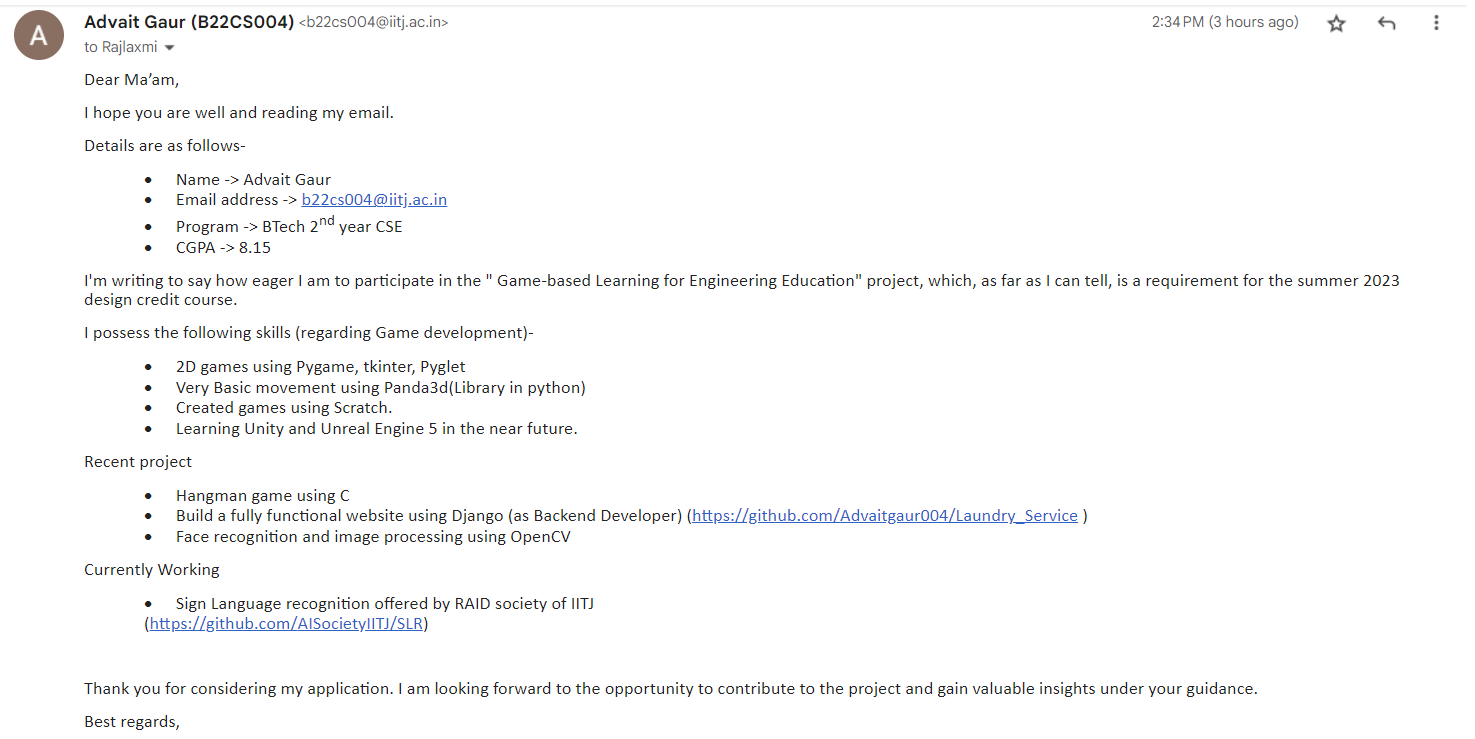 A
Advait Gaur (B22CS004) <b22cs004@iitj.ac.in>
2:34 PM (3 hours ago)
to Rajlaxmi
Dear Ma’am,
I hope you are well and reading my email.
Details are as follows-
• Name -> Advait Gaur
• Email address -> b22cs004@iitj.ac.in
• Program -> BTech 2nd year CSE
• CGPA -> 8.15
I'm writing to say how eager I am to participate in the " Game-based Learning for Engineering Education" project, which, as far as I can tell, is a requirement for the summer 2023
design credit course.
I possess the following skills (regarding Game development)-
• 2D games using Pygame, tkinter, Pyglet
• Very Basic movement using Panda3d(Library in python)
• Created games using Scratch.
• Learning Unity and Unreal Engine 5 in the near future.
Recent project
• Hangman game using C
• Build a fully functional website using Django (as Backend Developer) (https://github.com/Advaitgaur004/Laundry_Service )
• Face recognition and image processing using OpenCV
Currently Working
• Sign Language recognition offered by RAID society of IITJ
(https://github.com/AISocietyIITJ/SLR)
Thank you for considering my application. I am looking forward to the opportunity to contribute to the project and gain valuable insights under your guidance.
Best regards,